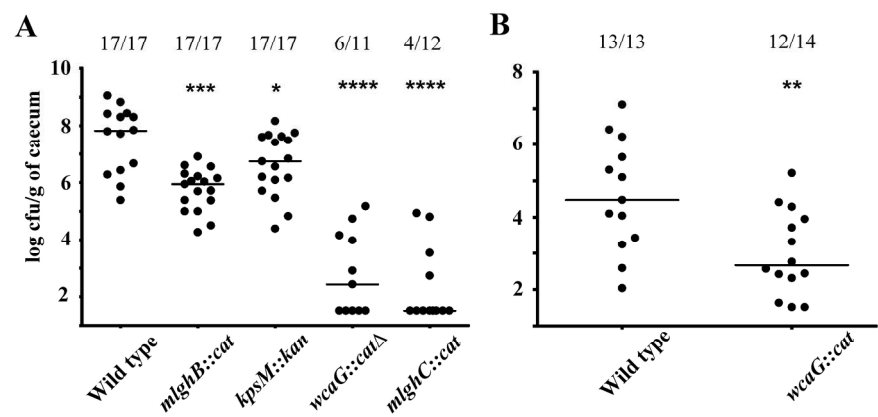 A
17/17 17/17 17/17 6/11 4/12
*** * **** ****
log cfu/g of caecum
10
8
6
4
2
Wild type
mlghB::cat
kpsM::kan
wcaG::catΔ
mlghC::cat
B
13/13 12/14
**
8
6
4
2
Wild type
wcaG::cat